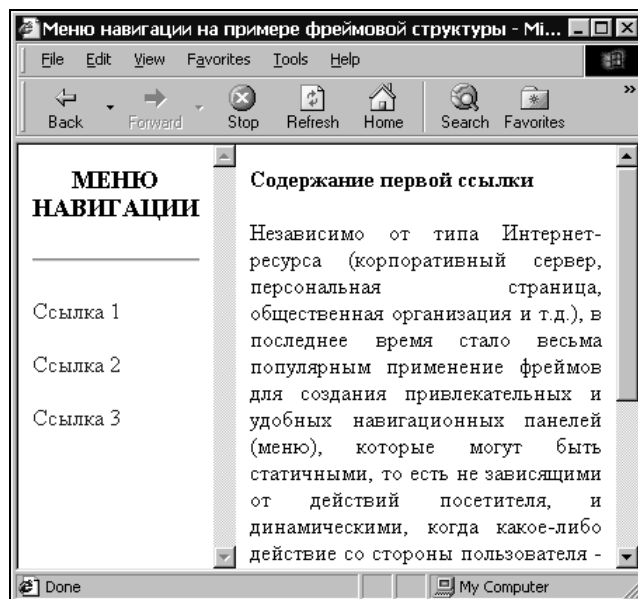 Меню навигации на примере фреймовой структуры - Mi...
File Edit View Favorites Tools Help
Back Forward Stop Refresh Home Search Favorites »
МЕНЮ
НАВИГАЦИИ
Ссылка 1
Ссылка 2
Ссылка 3
Содержание первой ссылки
Независимо от типа Интернет-
ресурса (корпоративный сервер,
персональная страница,
общественная организация и т.д.), в
последнее время стало весьма
популярным применение фреймов
для создания привлекательных и
удобных навигационных панелей
(меню), которые могут быть
статичными, то есть не зависящими
от действий посетителя, и
динамическими, когда какое-либо
действие со стороны пользователя -
Done My Computer